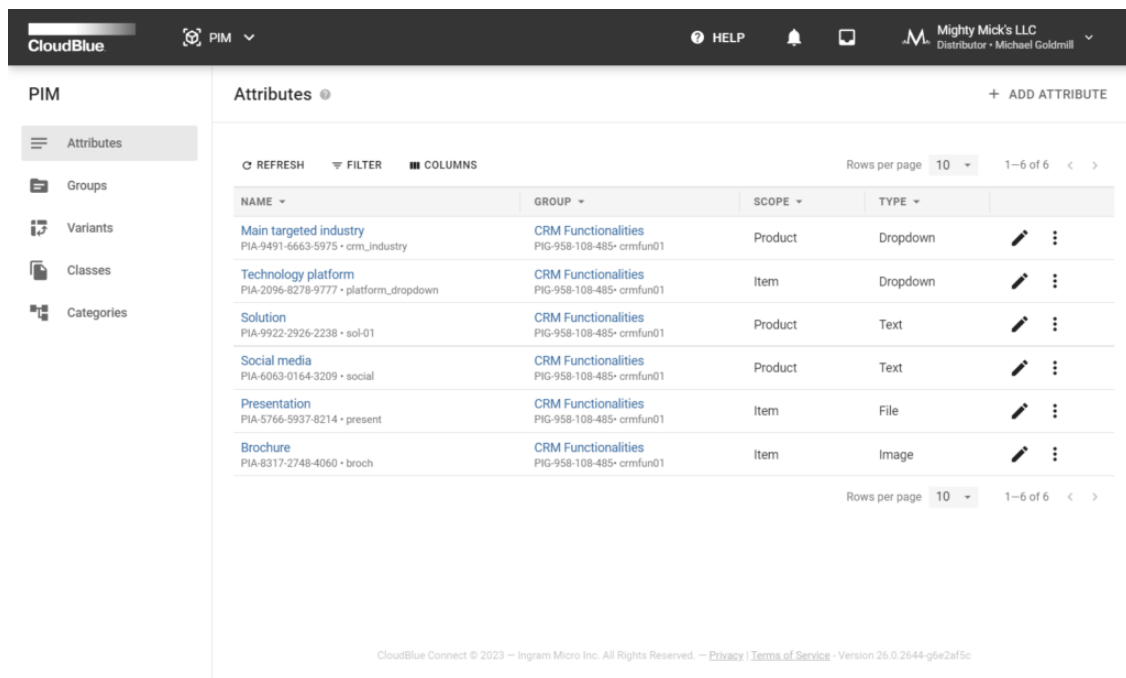 CloudBlue
PIM
HELP
Mighty Mick's LLC
Distributor • Michael Goldmill
PIM
Attributes
Groups
Variants
Classes
Categories
Attributes
+ ADD ATTRIBUTE
REFRESH FILTER COLUMNS
Rows per page 10 1–6 of 6
NAME GROUP SCOPE TYPE
Main targeted industry CRM Functionalities Product Dropdown
PIA-9491-6663-5975 • crm_industry PIG-958-108-485• crmfun01
Technology platform CRM Functionalities Item Dropdown
PIA-2096-8278-9777 • platform_dropdown PIG-958-108-485• crmfun01
Solution CRM Functionalities Product Text
PIA-9922-2926-2238 • sol-01 PIG-958-108-485• crmfun01
Social media CRM Functionalities Product Text
PIA-6063-0164-3209 • social PIG-958-108-485• crmfun01
Presentation CRM Functionalities Item File
PIA-5766-5937-8214 • present PIG-958-108-485• crmfun01
Brochure CRM Functionalities Item Image
PIA-8317-2748-4060 • broch PIG-958-108-485• crmfun01
Rows per page 10 1–6 of 6
CloudBlue Connect © 2023 — Ingram Micro Inc. All Rights Reserved. — Privacy | Terms of Service - Version 26.0.2644-g6e2af5c